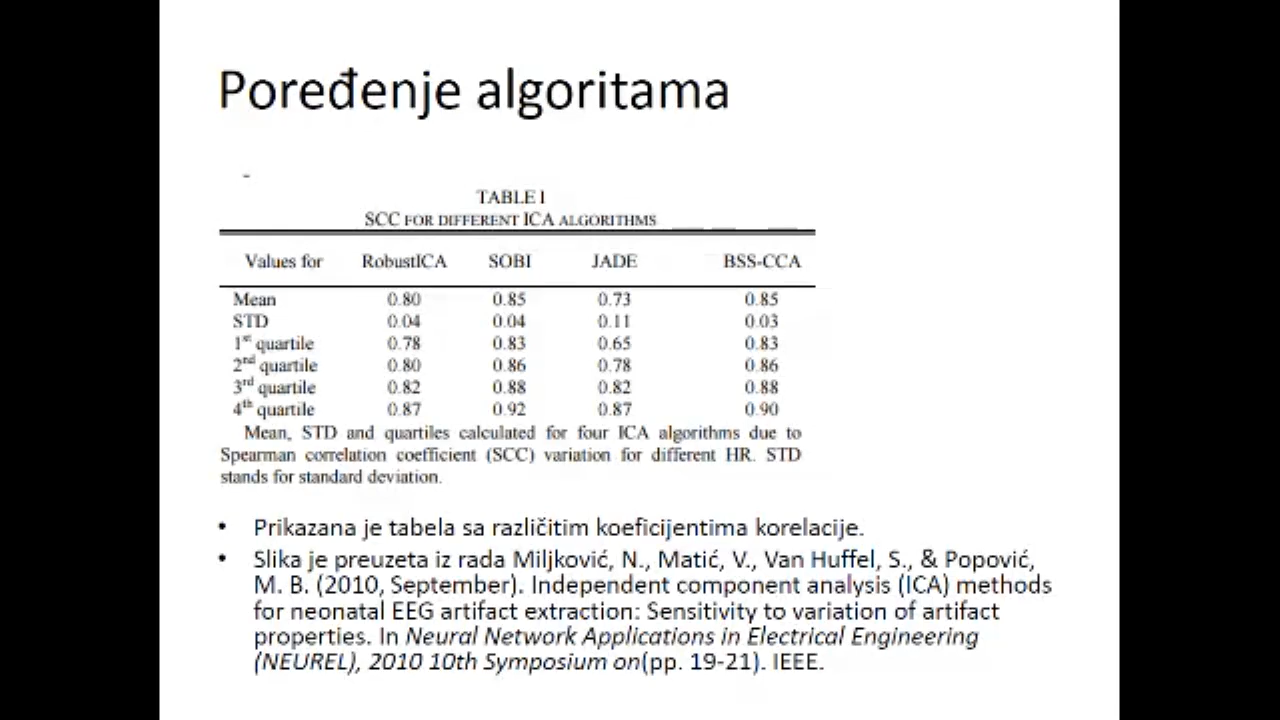 Poređenje algoritama
TABLE I
SCC FOR DIFFERENT ICA ALGORITHMS
Values for RobustICA SOBI JADE BSS-CCA
Mean 0.80 0.85 0.73 0.85
STD 0.04 0.04 0.11 0.03
1st quartile 0.78 0.83 0.65 0.83
2nd quartile 0.80 0.86 0.78 0.86
3rd quartile 0.82 0.88 0.82 0.88
4th quartile 0.87 0.92 0.87 0.90
Mean, STD and quartiles calculated for four ICA algorithms due to
Spearman correlation coefficient (SCC) variation for different HR. STD
stands for standard deviation.
• Prikazana je tabela sa različitim koeficijentima korelacije.
• Slika je preuzeta iz rada Miljković, N., Matić, V., Van Huffel, S., & Popović,
M. B. (2010, September). Independent component analysis (ICA) methods
for neonatal EEG artifact extraction: Sensitivity to variation of artifact
properties. In Neural Network Applications in Electrical Engineering
(NEUREL), 2010 10th Symposium on(pp. 19-21). IEEE.